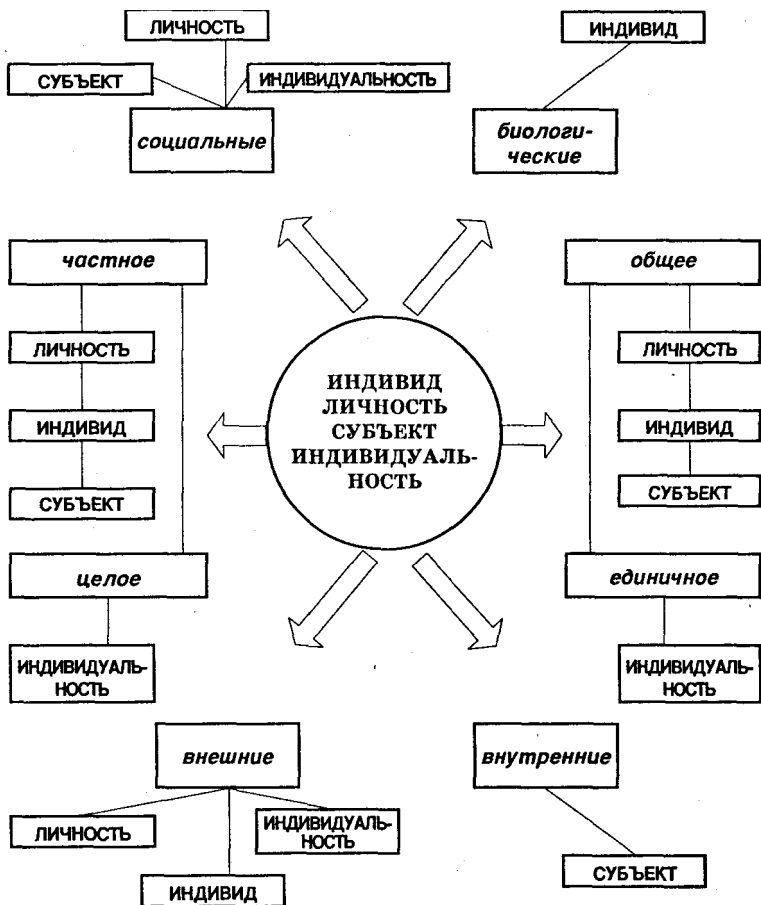 ЛИЧНОСТЬ
ИНДИВИД
СУБЪЕКТ
ИНДИВИДУАЛЬНОСТЬ
социальные
биологи-
ческие
частное
общее
ЛИЧНОСТЬ
ЛИЧНОСТЬ
ИНДИВИД
ИНДИВИД
СУБЪЕКТ
СУБЪЕКТ
ИНДИВИД
ЛИЧНОСТЬ
СУБЪЕКТ
ИНДИВИДУАЛЬ-
НОСТЬ
целое
единичное
ИНДИВИДУАЛЬ-
НОСТЬ
ИНДИВИДУАЛЬ-
НОСТЬ
внешние
внутренние
ЛИЧНОСТЬ
ИНДИВИДУАЛЬ-
НОСТЬ
ИНДИВИД
СУБЪЕКТ